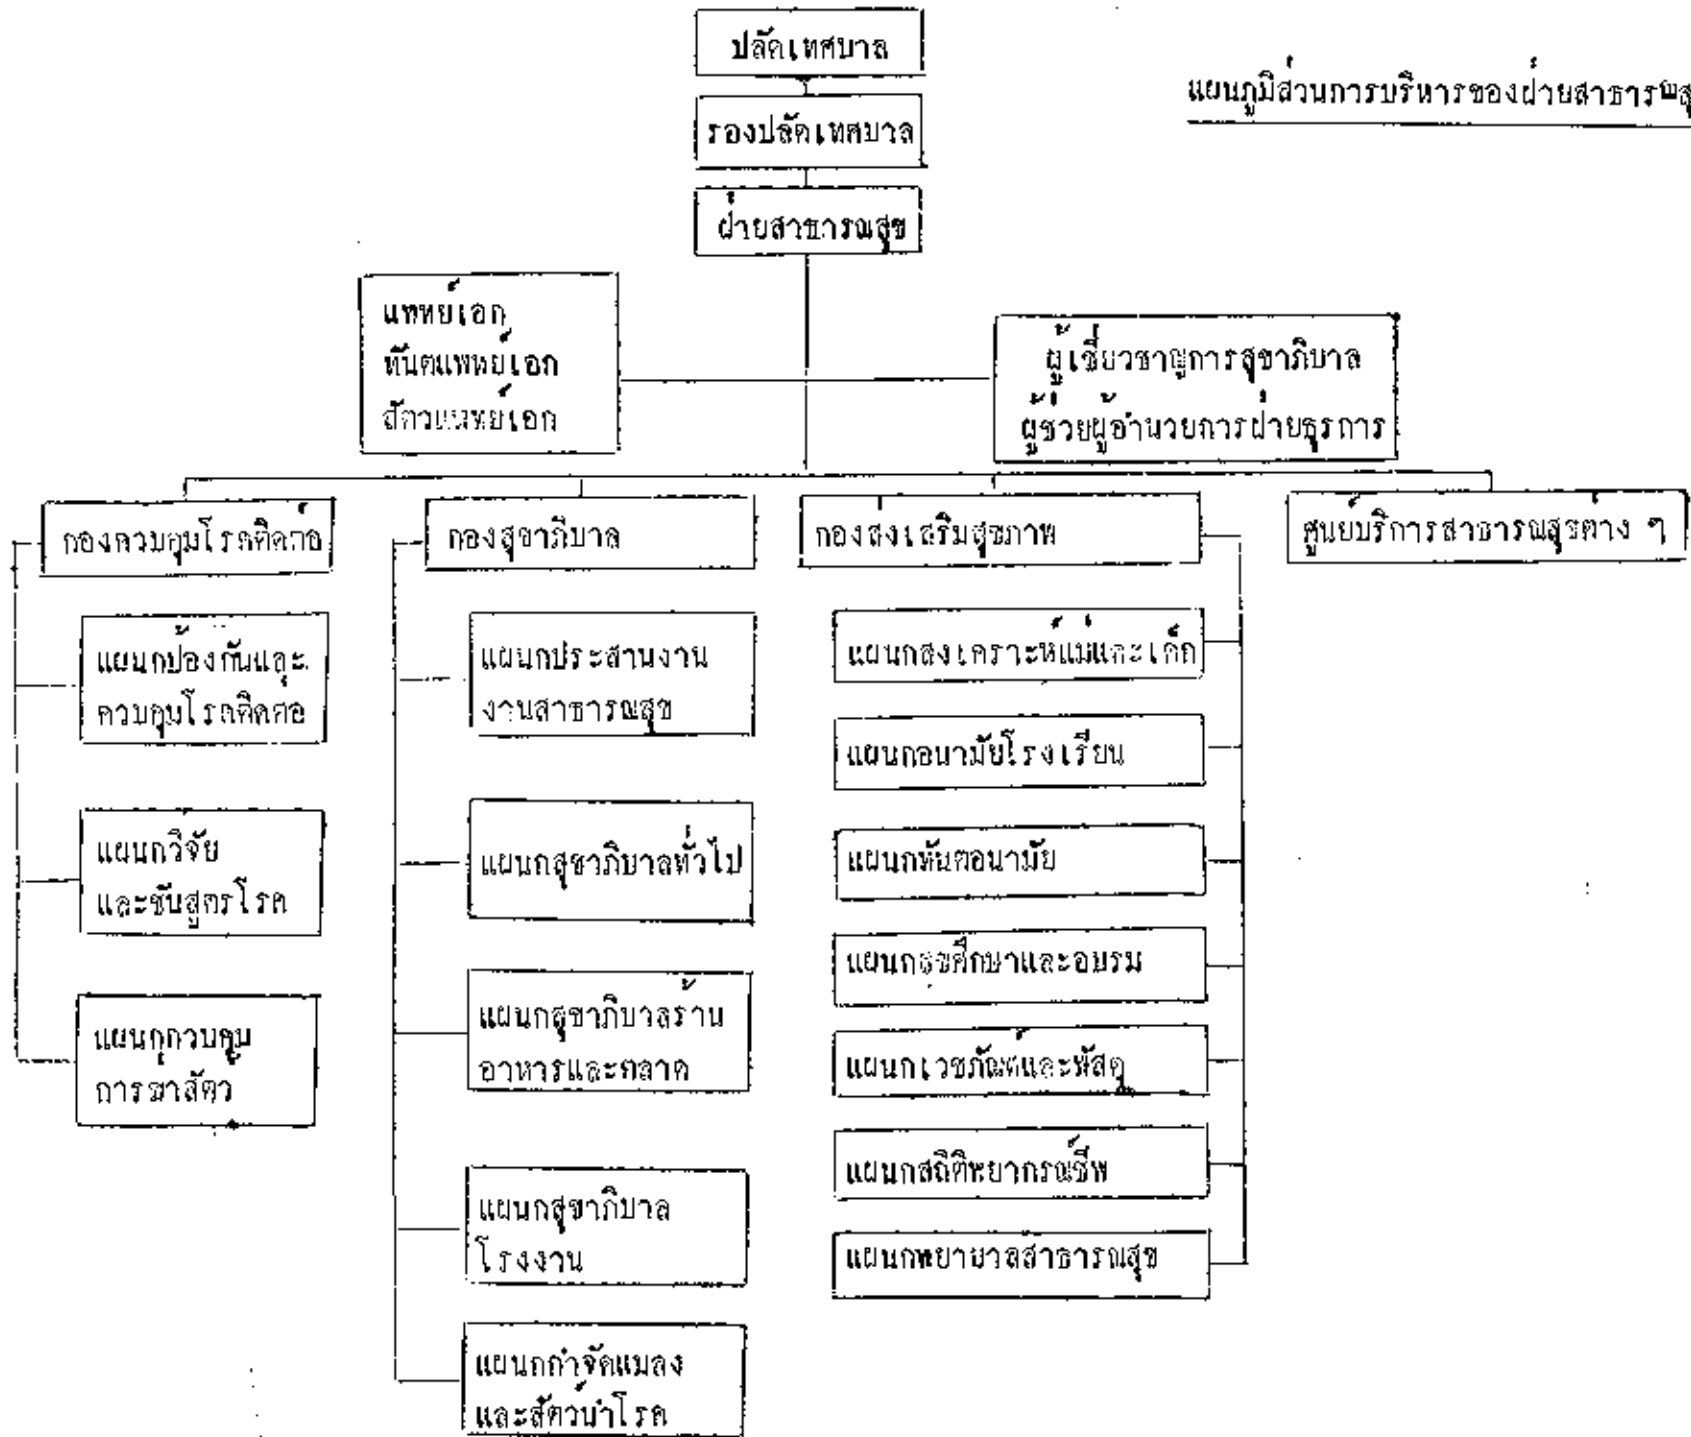 ปลัดเทศบาล
แผนภูมิส่วนการบริหารของฝ่ายสาธารณสุ
รองปลัดเทศบาล
ฝ่ายสาธารณสุข
แพทย์เอก
ทันตแพทย์เอก
สัตวแพทย์เอก
ผู้เชี่ยวชาญการสุขาภิบาล
ผู้ช่วยผู้อำนวยการฝ่ายธุรการ
กองควบคุมโรคติดต่อ
กองสุขาภิบาล
กองส่งเสริมสุขภาพ
ศูนย์บริการสาธารณสุขต่าง ๆ
แผนกป้องกันและ
ควบคุมโรคติดต่อ
แผนกวิจัย
และชันสูตรโรค
แผนกควบคุม
การฆ่าสัตว์
แผนกประสานงาน
งานสาธารณสุข
แผนกสุขาภิบาลทั่วไป
แผนกสุขาภิบาลร้าน
อาหารและตลาด
แผนกสุขาภิบาล
โรงงาน
แผนกกำจัดแมลง
และสัตว์นำโรค
แผนกสงเคราะห์แม่และเด็ก
แผนกอนามัยโรงเรียน
แผนกทันตอนามัย
แผนกสุขศึกษาและอบรม
แผนกเวชภัณฑ์และพัสดุ
แผนกสถิติพยากรณ์ชีพ
แผนกพยาบาลสาธารณสุข